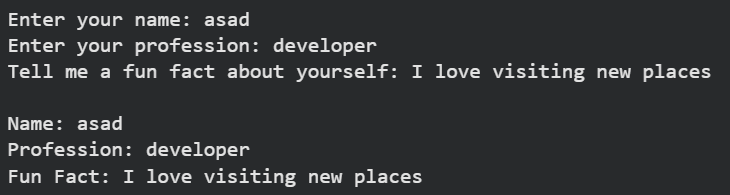 Enter your name: asad
Enter your profession: developer
Tell me a fun fact about yourself: I love visiting new places
Name: asad
Profession: developer
Fun Fact: I love visiting new places